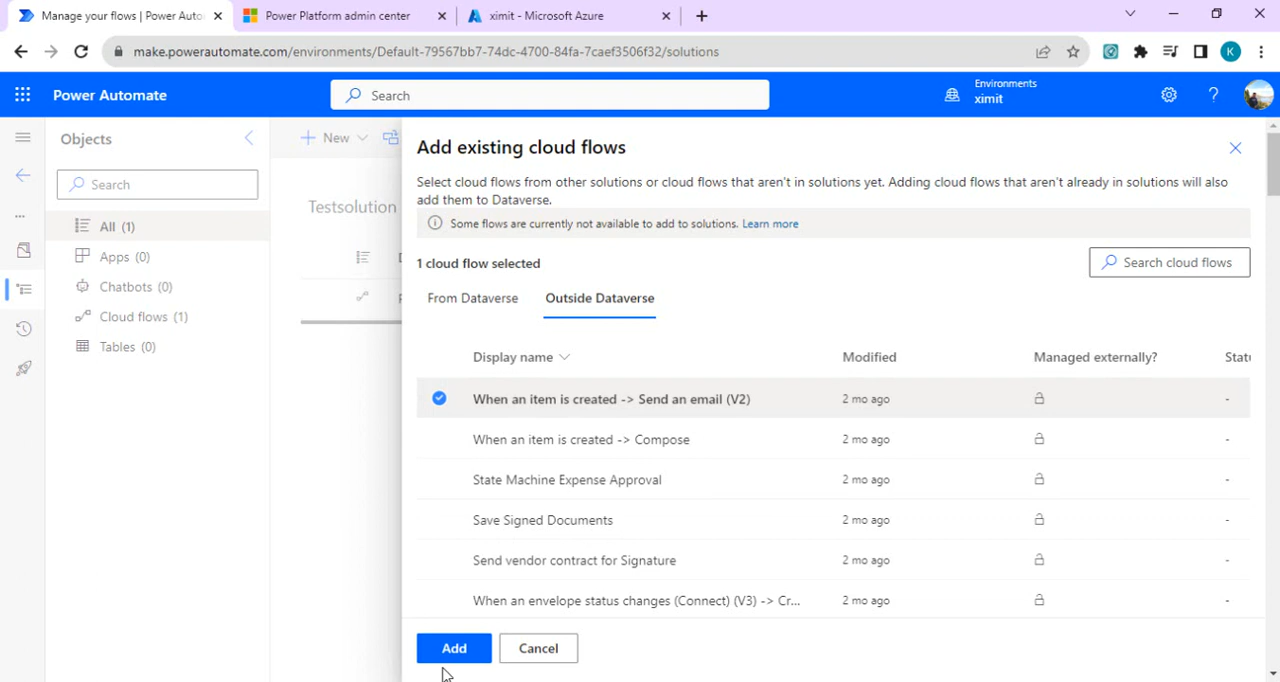 Manage your flows | Power Auto
Power Platform admin center
ximit - Microsoft Azure
make.powerautomate.com/environments/Default-79567bb7-74dc-4700-84fa-7caef3506f32/solutions
K
Power Automate
Search
Environments
ximit
Objects
Search
All (1)
Apps (0)
Chatbots (0)
Cloud flows (1)
Tables (0)
New
Testsolution
Add existing cloud flows
Select cloud flows from other solutions or cloud flows that aren't in solutions yet. Adding cloud flows that aren't already in solutions will also
add them to Dataverse.
Some flows are currently not available to add to solutions. Learn more
1 cloud flow selected
Search cloud flows
From Dataverse
Outside Dataverse
Display name Modified Managed externally? Statu
When an item is created -> Send an email (V2) 2 mo ago -
When an item is created -> Compose 2 mo ago -
State Machine Expense Approval 2 mo ago -
Save Signed Documents 2 mo ago -
Send vendor contract for Signature 2 mo ago -
When an envelope status changes (Connect) (V3) -> Cr... 2 mo ago -
Add
Cancel